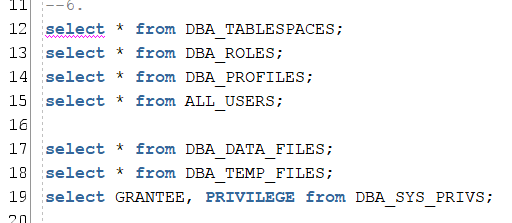 11 --6.
12 select * from DBA_TABLESPACES;
13 select * from DBA_ROLES;
14 select * from DBA_PROFILES;
15 select * from ALL_USERS;
16
17 select * from DBA_DATA_FILES;
18 select * from DBA_TEMP_FILES;
19 select GRANTEE, PRIVILEGE from DBA_SYS_PRIVS;
20